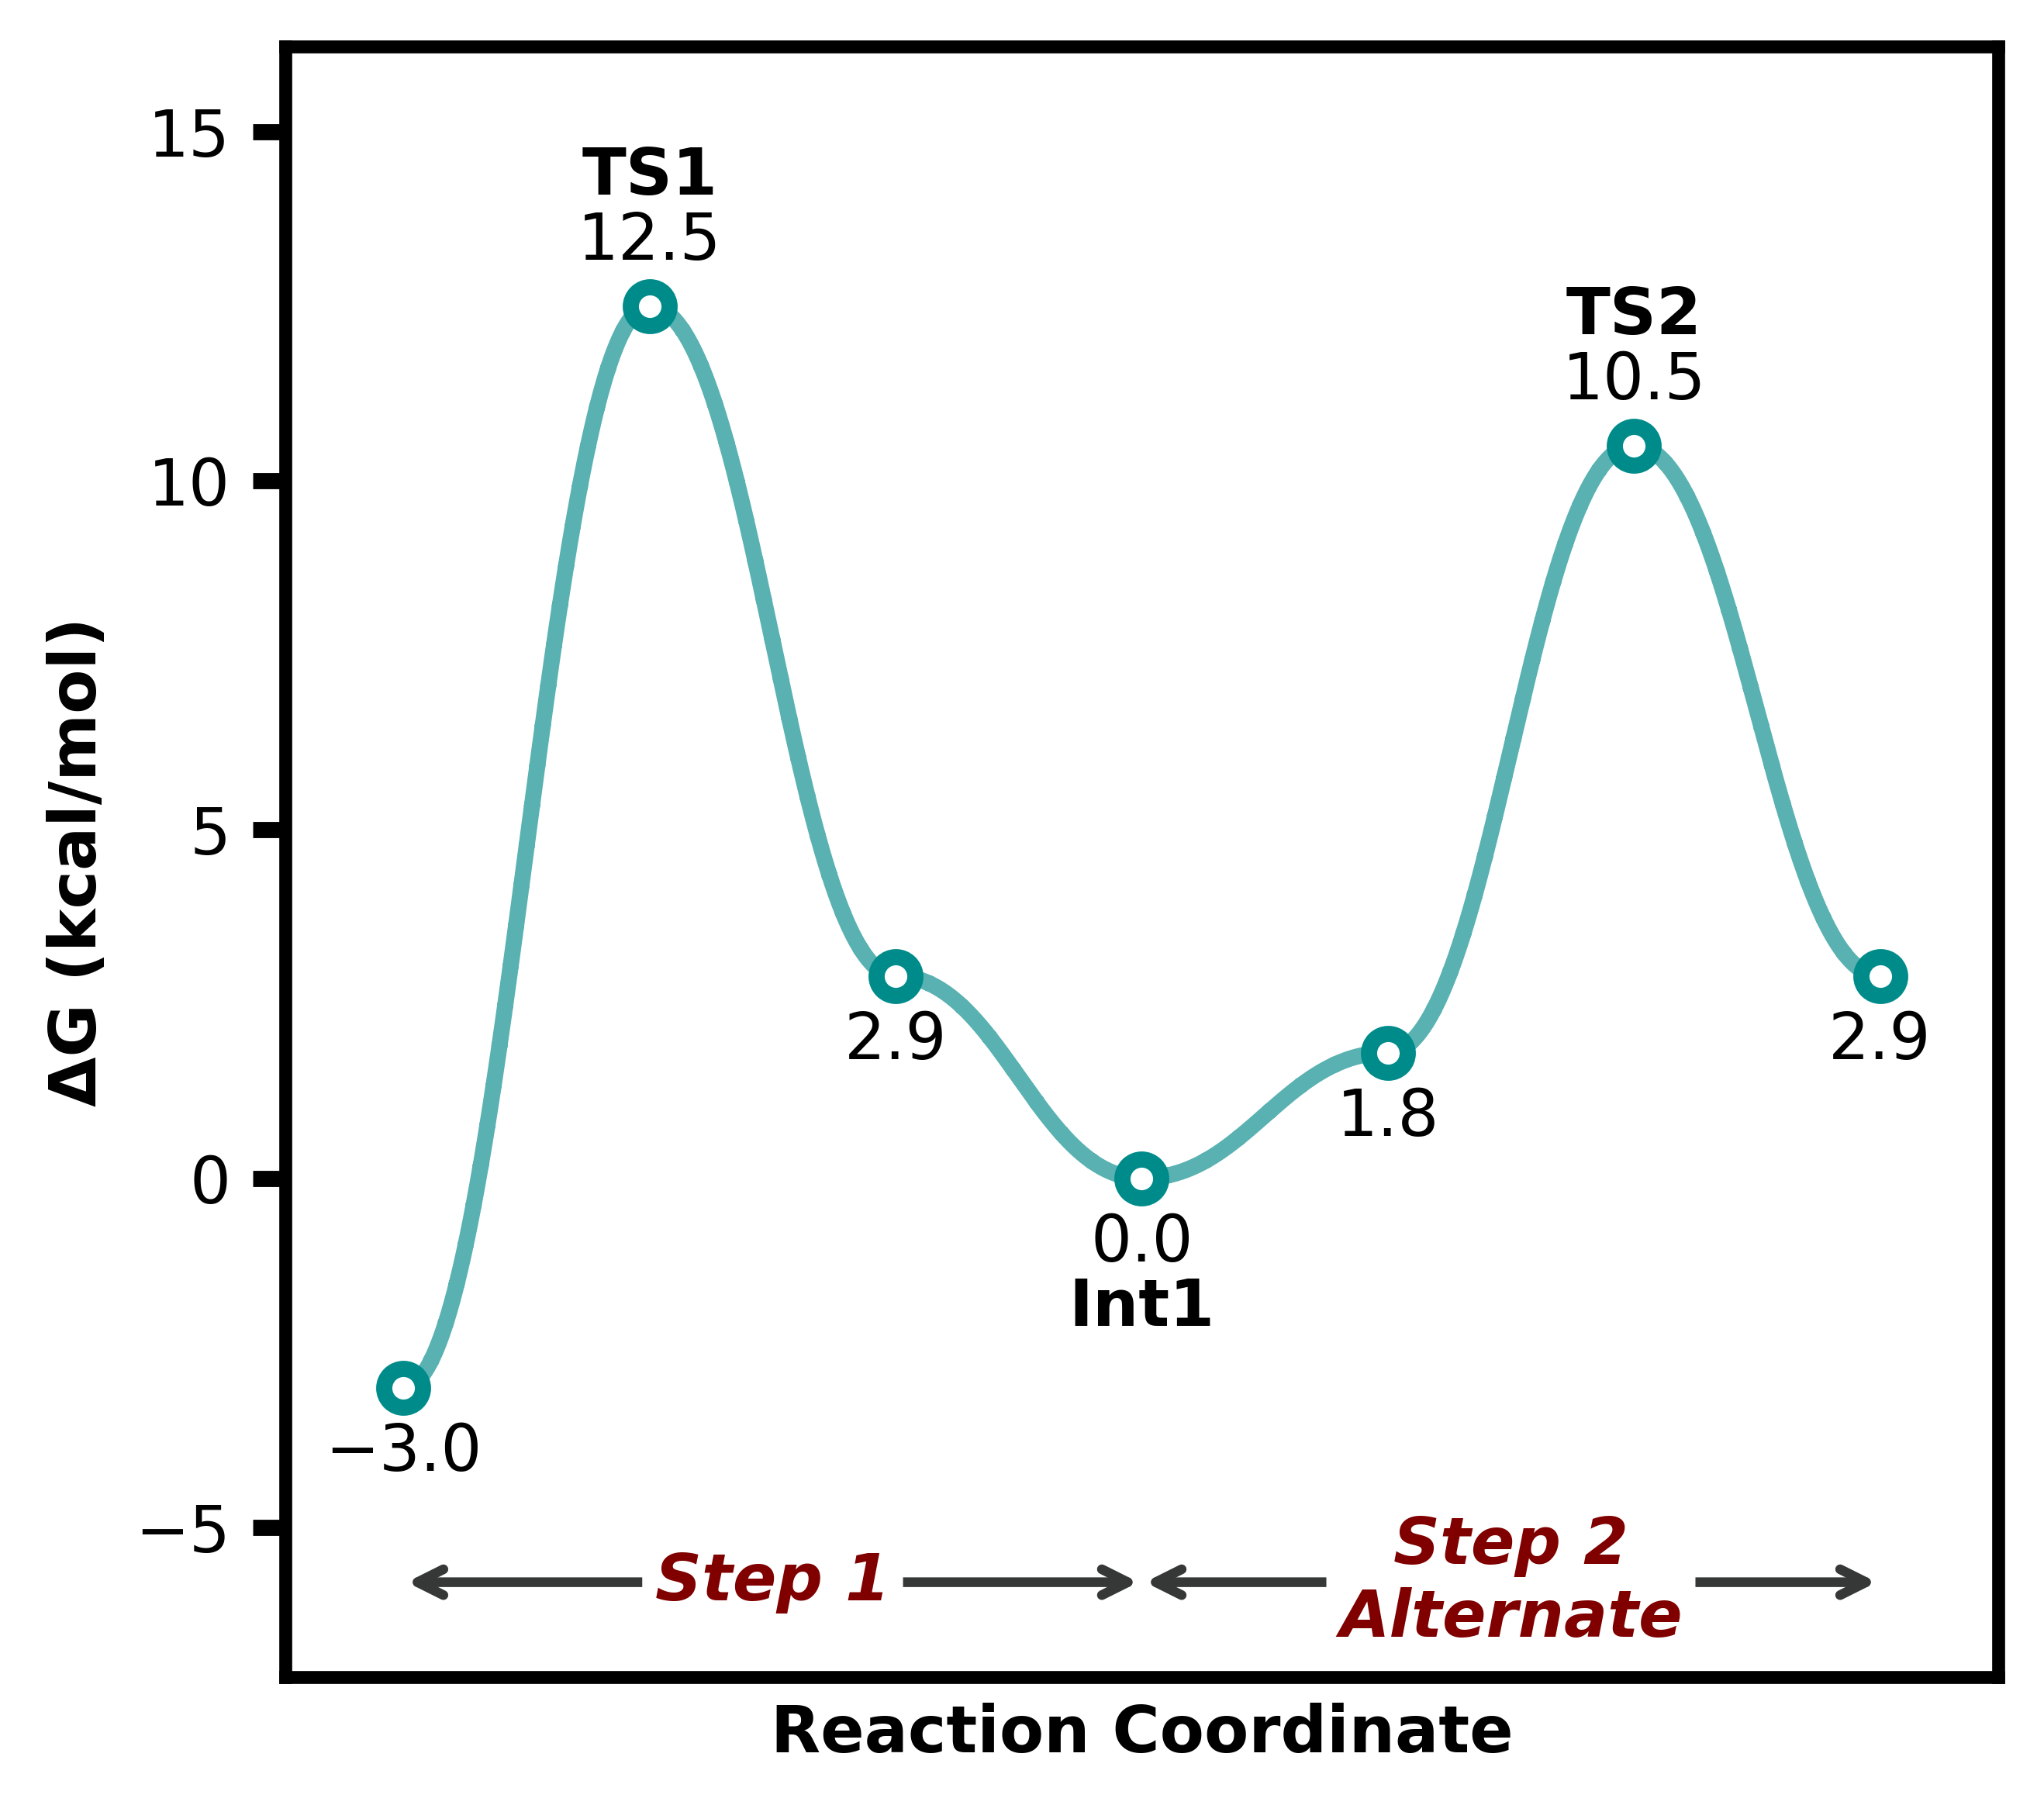 15
10
5
0
−5
ΔG (kcal/mol)
TS1
12.5
TS2
10.5
2.9
1.8
2.9
0.0
Int1
−3.0
Step 1
Step 2
Alternate
Reaction Coordinate